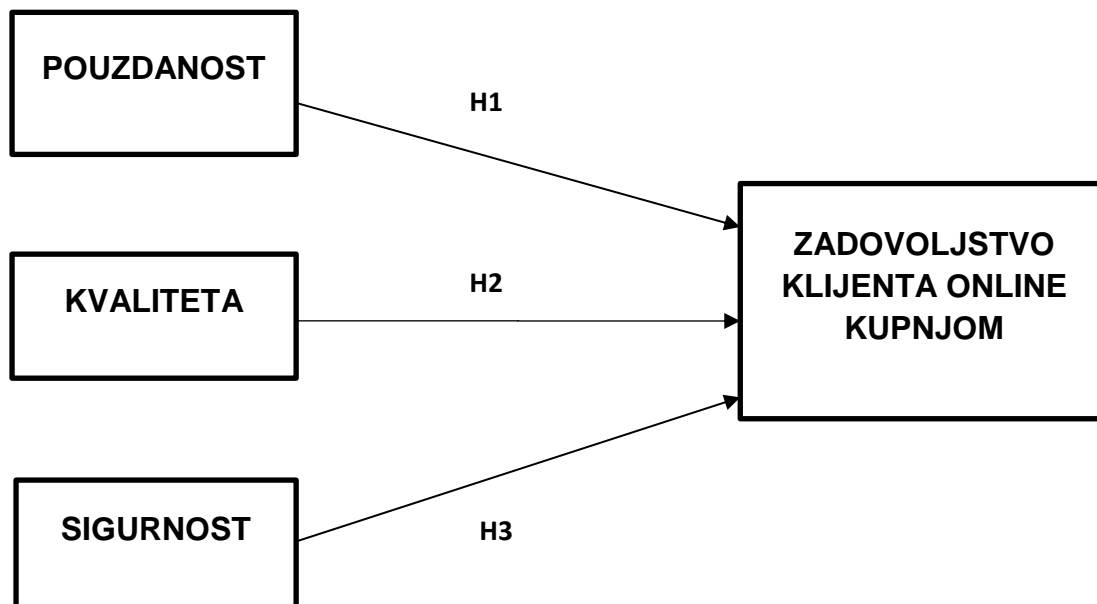 POUZDANOST
H1
KVALITETA
H2
SIGURNOST
H3
ZADOVOLJSTVO
KLIJENTA ONLINE
KUPNJOM